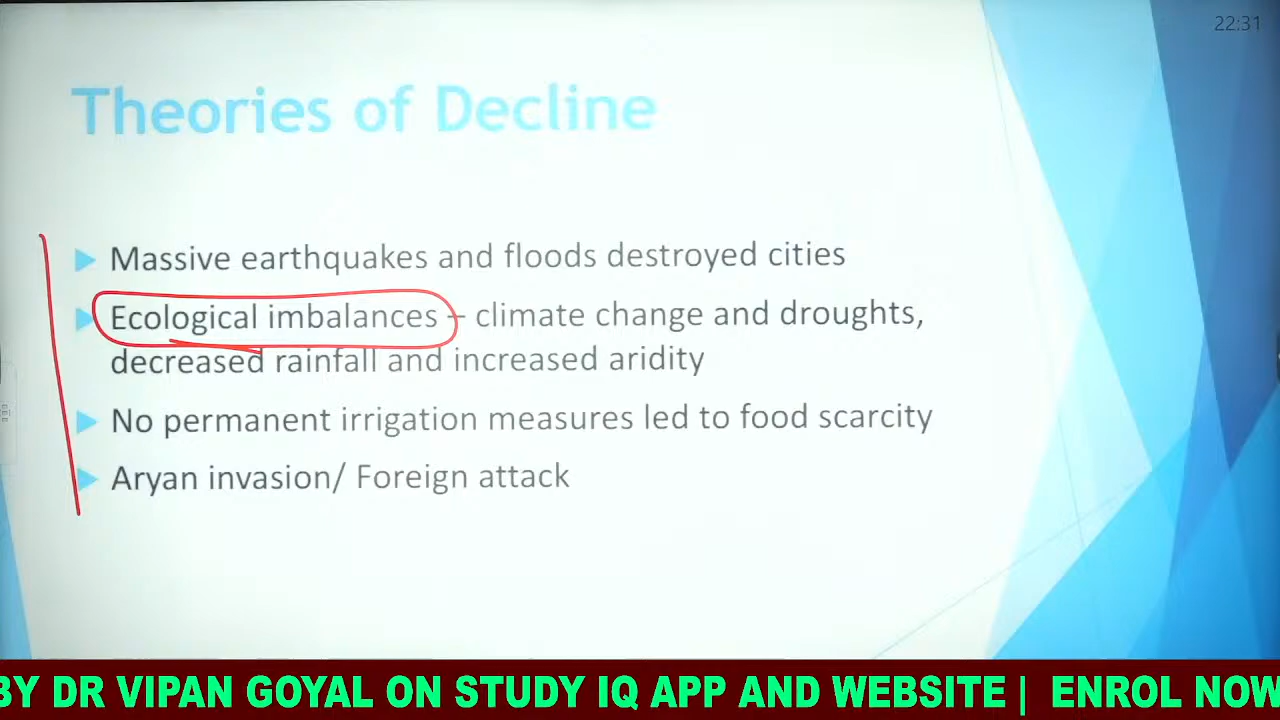 22:31
Theories of Decline
Massive earthquakes and floods destroyed cities
Ecological imbalances – climate change and droughts,
decreased rainfall and increased aridity
No permanent irrigation measures led to food scarcity
Aryan invasion/ Foreign attack
BY DR VIPAN GOYAL ON STUDY IQ APP AND WEBSITE | ENROL NOW